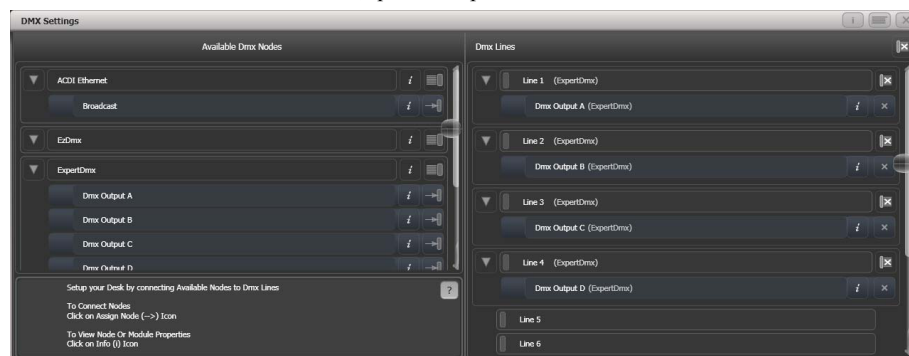 DMX Settings
Available Dmx Nodes
ACDI Ethernet
Broadcast
EzDmx
ExpertDmx
Dmx Output A
Dmx Output B
Dmx Output C
Dmx Output D
Setup your Desk by connecting Available Nodes to Dmx Lines
To Connect Nodes
Click on Assign Node (-->) Icon
To View Node Or Module Properties
Click on Info (i) Icon
?
Dmx Lines
Line 1 (ExpertDmx)
Dmx Output A (ExpertDmx)
Line 2 (ExpertDmx)
Dmx Output B (ExpertDmx)
Line 3 (ExpertDmx)
Dmx Output C (ExpertDmx)
Line 4 (ExpertDmx)
Dmx Output D (ExpertDmx)
Line 5
Line 6